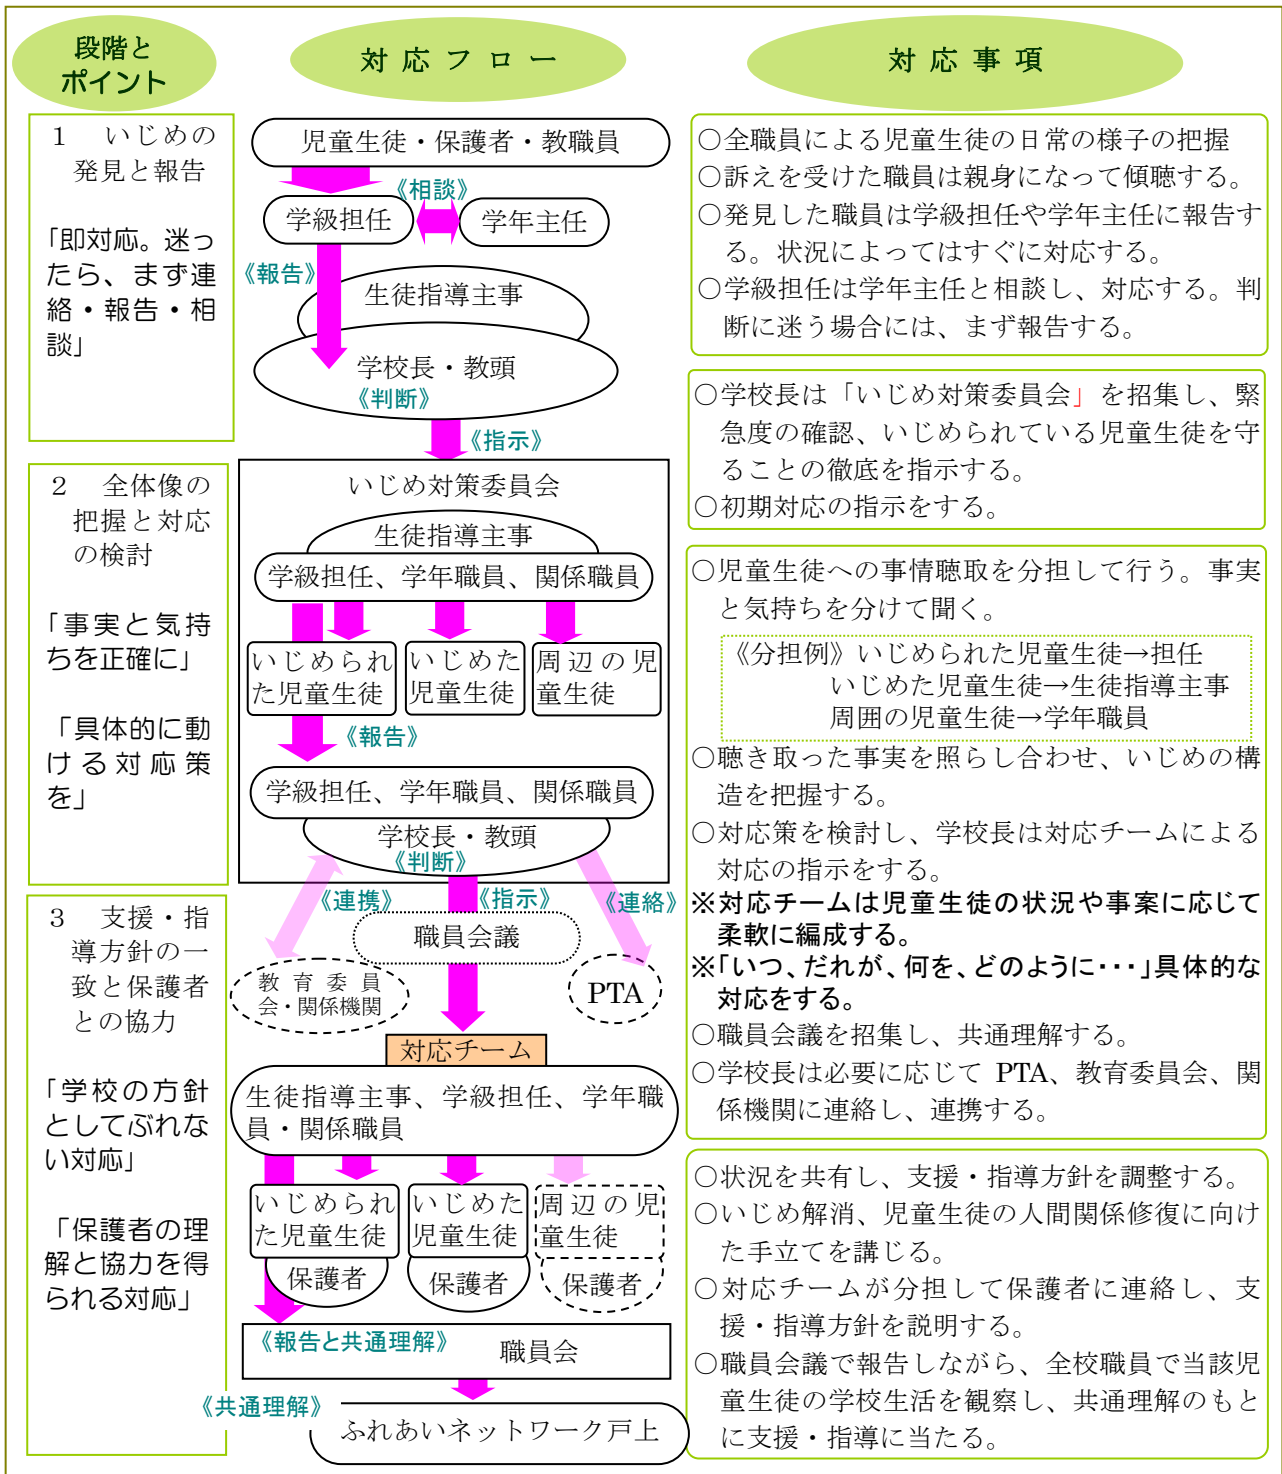 段階と
ポイント
対応フロー
対応事項
１　いじめの
発見と報告
「即対応。迷っ
たら、まず連
絡・報告・相
談」
児童生徒・保護者・教職員
《相談》
学級担任
学年主任
《報告》
生徒指導主事
学校長・教頭
《判断》
《指示》
○全職員による児童生徒の日常の様子の把握
○訴えを受けた職員は親身になって傾聴する。
○発見した職員は学級担任や学年主任に報告す
る。状況によってはすぐに対応する。
○学級担任は学年主任と相談し、対応する。判
断に迷う場合には、まず報告する。
○学校長は「いじめ対策委員会」を招集し、緊
急度の確認、いじめられている児童生徒を守
ることの徹底を指示する。
○初期対応の指示をする。
２　全体像の
把握と対応
の検討
「事実と気持
ちを正確に」
「具体的に動
ける対応策
を」
いじめ対策委員会
生徒指導主事
学級担任、学年職員、関係職員
いじめられ
た児童生徒
いじめた
児童生徒
周辺の児
童生徒
《報告》
学級担任、学年職員、関係職員
学校長・教頭
《判断》
○児童生徒への事情聴取を分担して行う。事実
と気持ちを分けて聞く。
《分担例》いじめられた児童生徒→担任
いじめた児童生徒→生徒指導主事
周囲の児童生徒→学年職員
○聴き取った事実を照らし合わせ、いじめの構
造を把握する。
○対応策を検討し、学校長は対応チームによる
対応の指示をする。
※対応チームは児童生徒の状況や事案に応じて
柔軟に編成する。
※「いつ、だれが、何を、どのように・・・」具体的な
対応をする。
○職員会議を招集し、共通理解する。
○学校長は必要に応じて PTA、教育委員会、関
係機関に連絡し、連携する。
３　支援・指
導方針の一
致と保護者
との協力
「学校の方針
としてぶれな
い対応」
「保護者の理
解と協力を得
られる対応」
《連携》
《指示》
《連絡》
職員会議
教育委員
会・関係機関
PTA
対応チーム
生徒指導主事、学級担任、学年職
員・関係職員
いじめられ
た児童生徒
いじめた
児童生徒
周辺の児
童生徒
保護者
保護者
保護者
《報告と共通理解》
職員会
《共通理解》
ふれあいネットワーク戸上
○状況を共有し、支援・指導方針を調整する。
○いじめ解消、児童生徒の人間関係修復に向け
た手立てを講じる。
○対応チームが分担して保護者に連絡し、支
援・指導方針を説明する。
○職員会議で報告しながら、全校職員で当該児
童生徒の学校生活を観察し、共通理解のもと
に支援・指導に当たる。